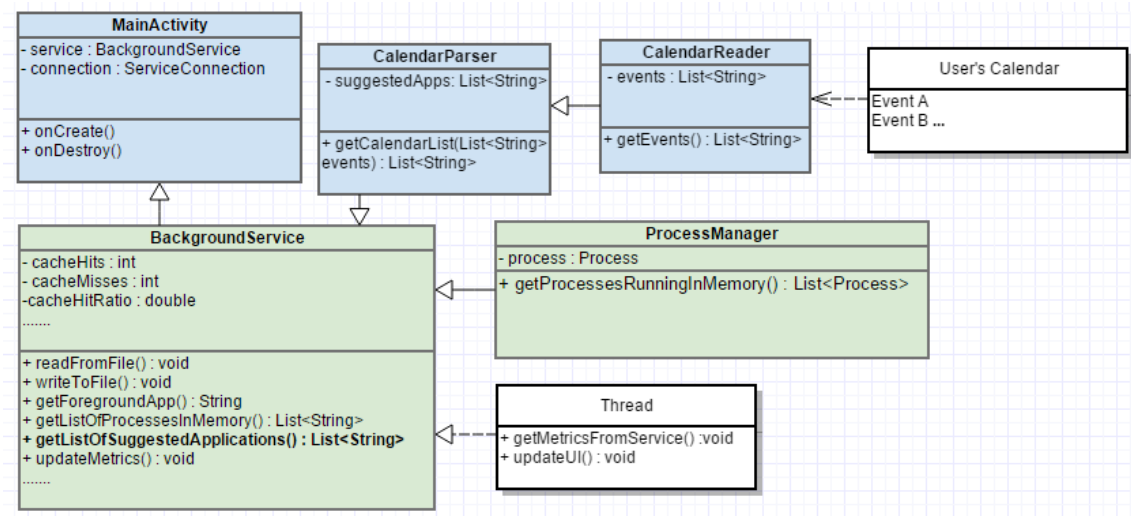 MainActivity
- service : BackgroundService
- connection : ServiceConnection
+ onCreate()
+ onDestroy()
CalendarParser
- suggestedApps: List<String>
+ getCalendarList(List<String>
events) : List<String>
CalendarReader
- events : List<String>
+ getEvents() : List<String>
User's Calendar
Event A
Event B ...
BackgroundService
- cacheHits : int
- cacheMisses : int
-cacheHitRatio : double
.......
+ readFromFile() : void
+ writeToFile() : void
+ getForegroundApp() : String
+ getListOfProcessesInMemory() : List<String>
+ getListOfSuggestedApplications() : List<String>
+ updateMetrics() : void
.......
ProcessManager
- process : Process
+ getProcessesRunningInMemory() : List<Process>
Thread
+ getMetricsFromService() :void
+ updateUI() : void